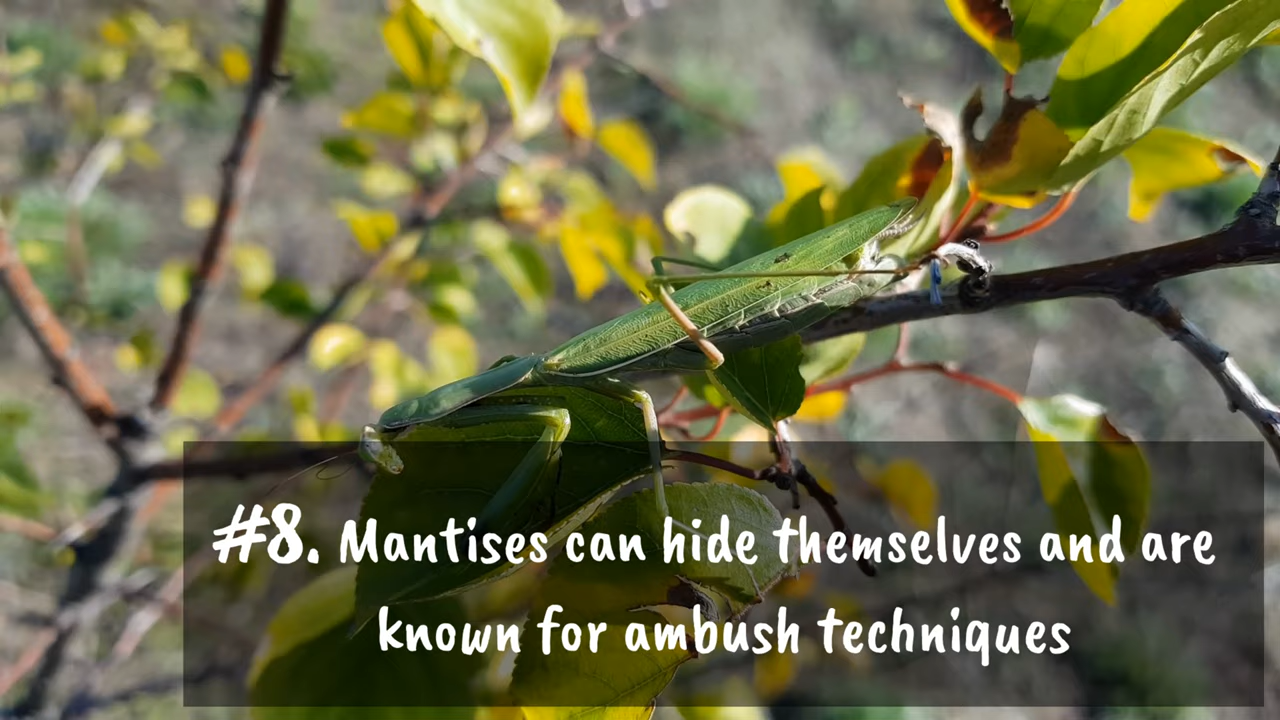 #8. Mantises can hide themselves and are
known for ambush techniques